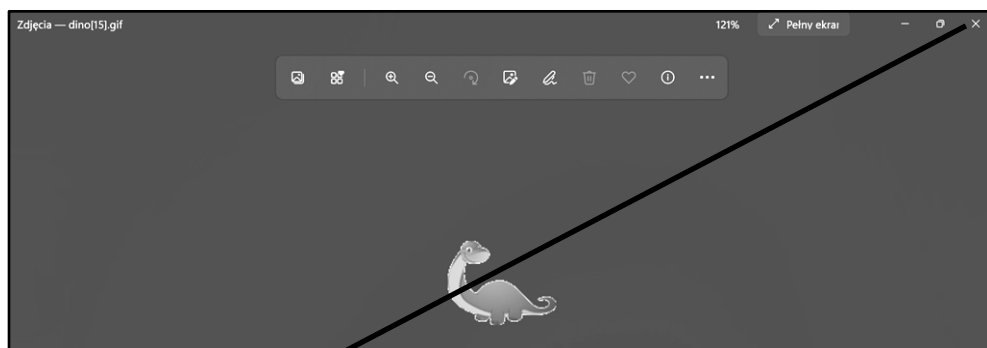 Zdjęcia — dino[15].gif
121%
Pełny ekran